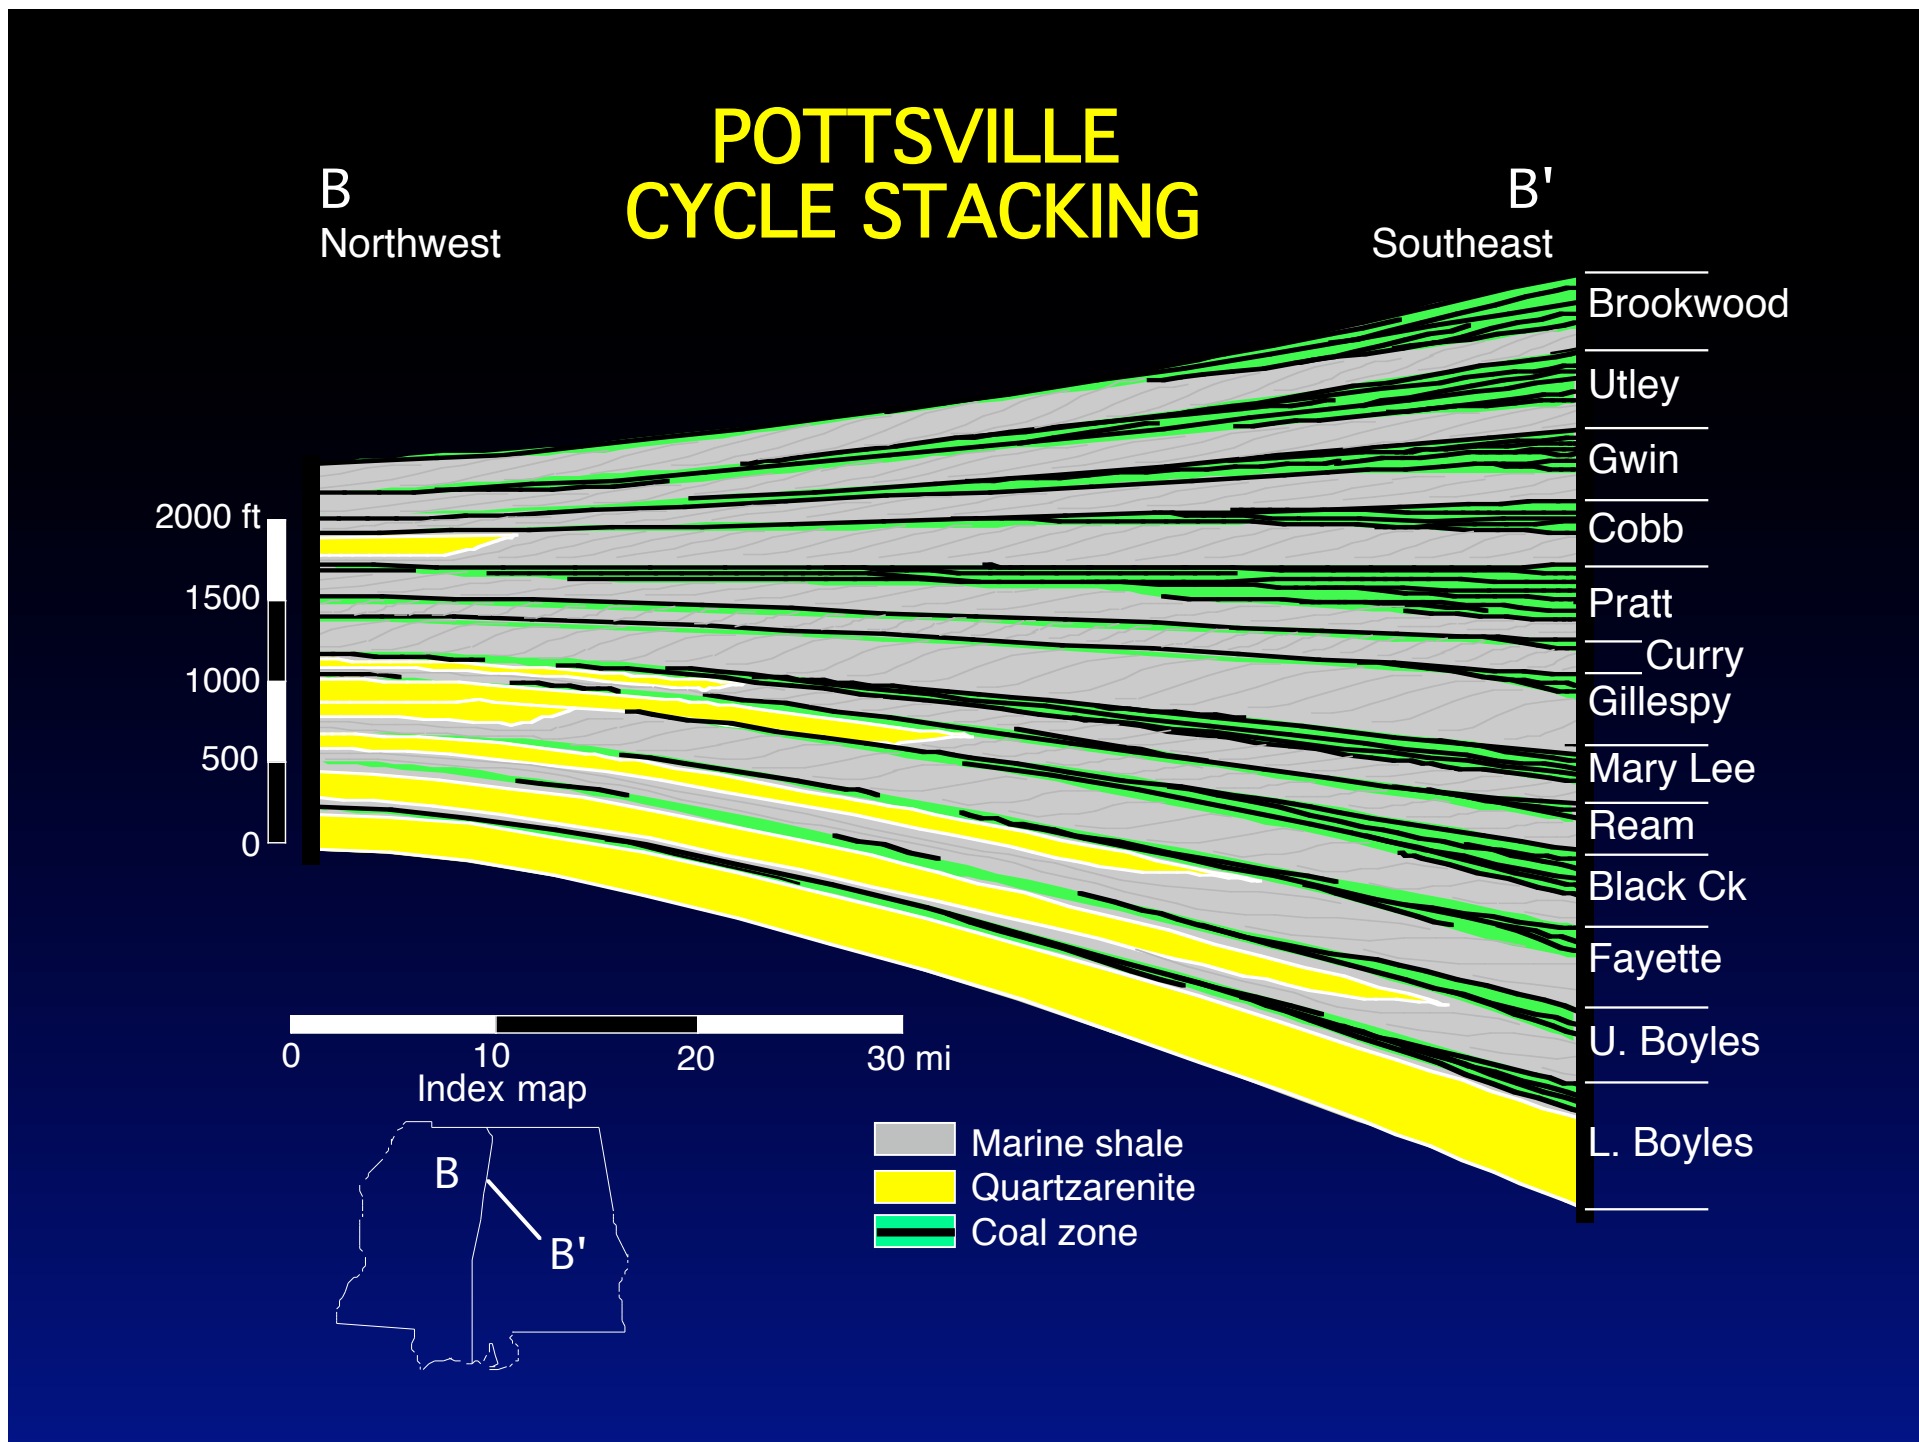 POTTSVILLE
CYCLE STACKING
B
Northwest
B'
Southeast
Brookwood
Utley
Gwin
Cobb
Pratt
Curry
Gillespy
Mary Lee
Ream
Black Ck
Fayette
U. Boyles
L. Boyles
2000 ft
1500
1000
500
0
0 10 20 30 mi
Index map
B
B'
Marine shale
Quartzarenite
Coal zone